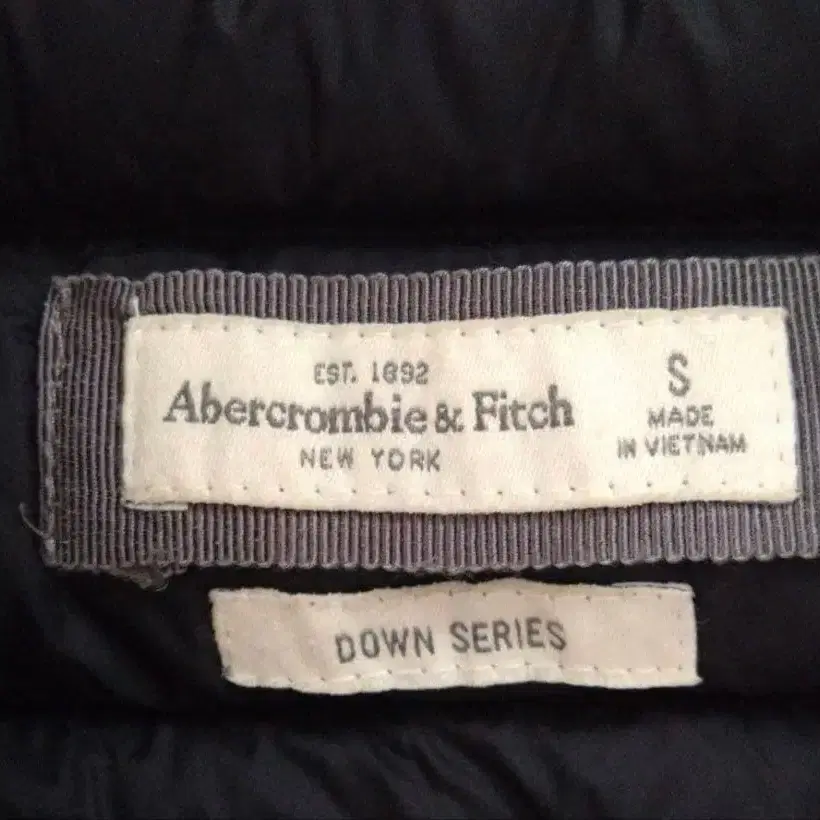 EST. 1892
Abercrombie & Fitch
NEW YORK
S
MADE
IN VIETNAM
DOWN SERIES